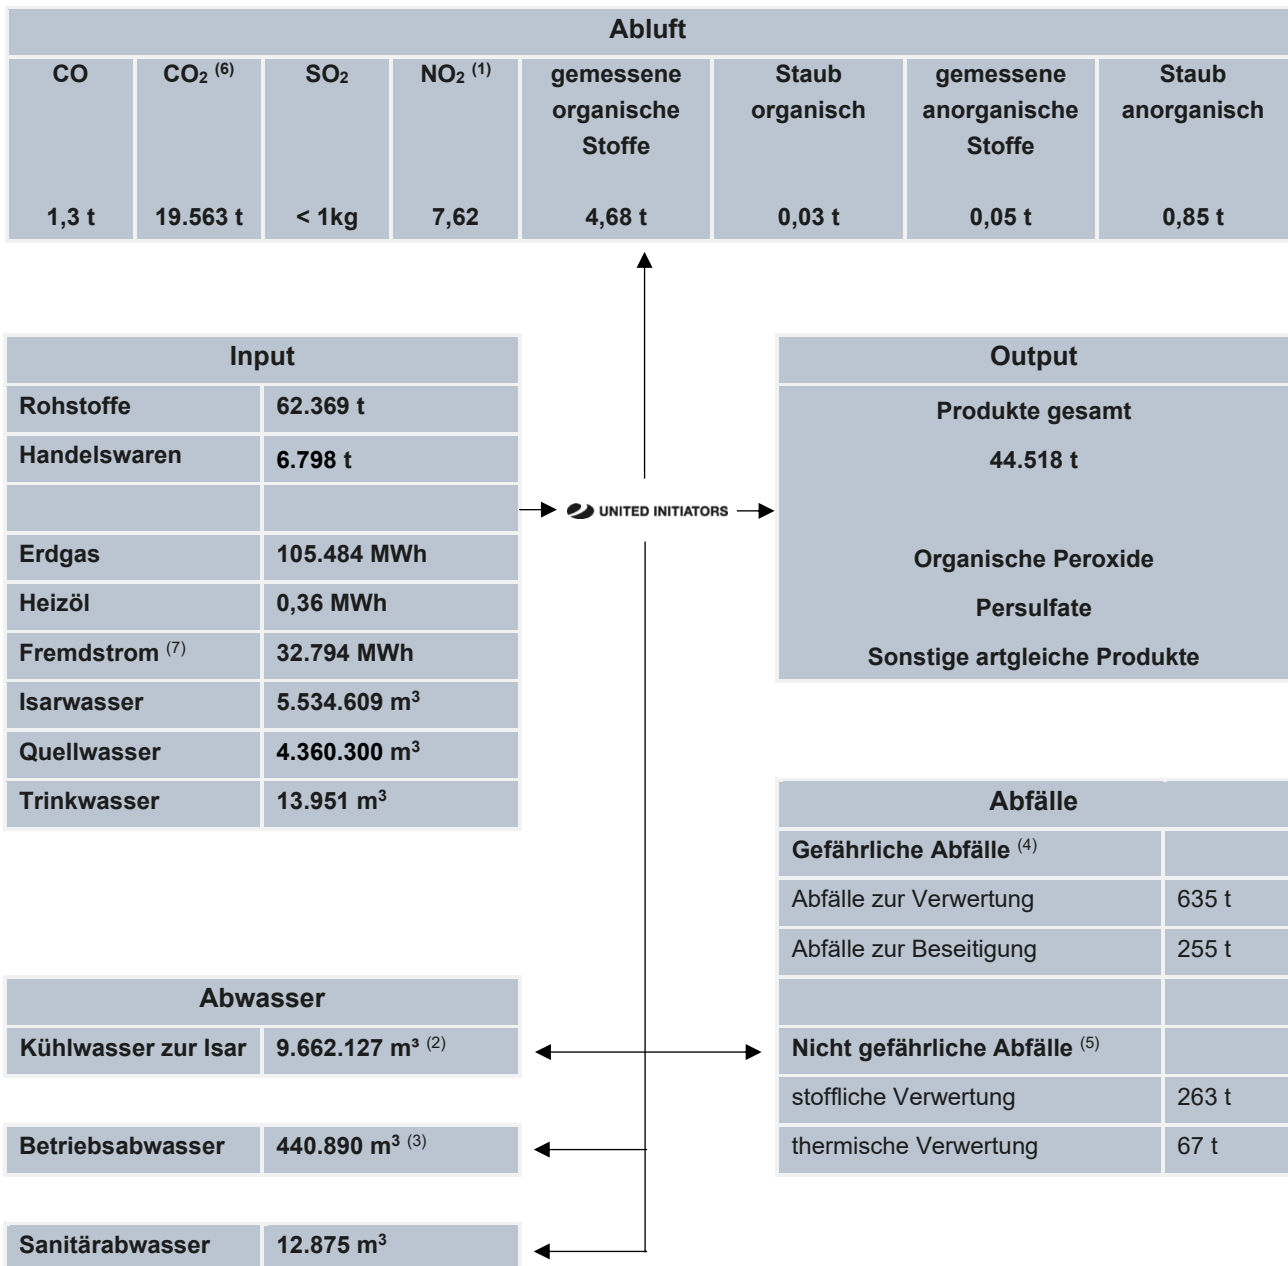 Abluft
CO CO₂ (6) SO₂ NO₂ (1) gemessene organische Stoffe Staub organisch gemessene anorganische Stoffe Staub anorganisch
1,3 t 19.563 t < 1kg 7,62 4,68 t 0,03 t 0,05 t 0,85 t
Input
Rohstoffe 62.369 t
Handelswaren 6.798 t
Erdgas 105.484 MWh
Heizöl 0,36 MWh
Fremdstrom (7) 32.794 MWh
Isarwasser 5.534.609 m³
Quellwasser 4.360.300 m³
Trinkwasser 13.951 m³
UNITED INITIATORS
Output
Produkte gesamt
44.518 t
Organische Peroxide
Persulfate
Sonstige artgleiche Produkte
Abfälle
Gefährliche Abfälle (4)
Abfälle zur Verwertung 635 t
Abfälle zur Beseitigung 255 t
Nicht gefährliche Abfälle (5)
stoffliche Verwertung 263 t
thermische Verwertung 67 t
Abwasser
Kühlwasser zur Isar 9.662.127 m³ (2)
Betriebsabwasser 440.890 m³ (3)
Sanitärabwasser 12.875 m³